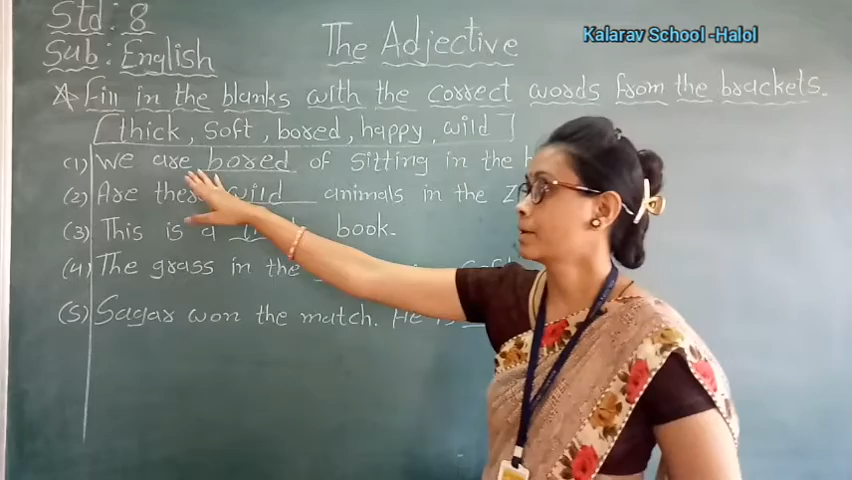 Std : 8
Sub : English
The Adjective
Kalarav School -Halol
Fill in the blanks with the correct words from the brackets.
[thick, soft, bored, happy, wild]
(1) We are bored of sitting in the
(2) Are wild animals in the
(3) This is a book.
(4) The grass in the
(5) Sagar won the match. He is